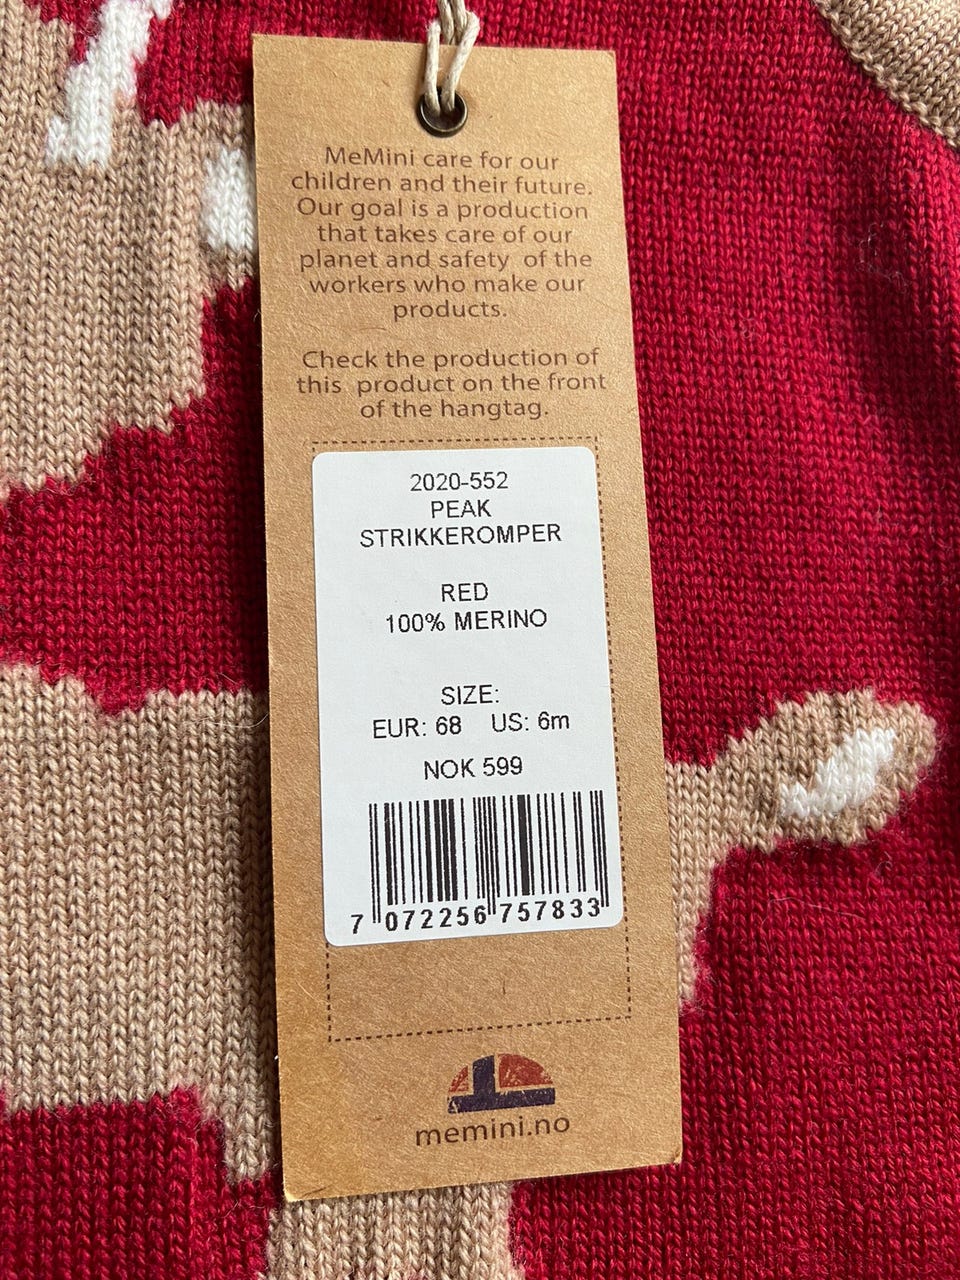 MeMini care for our
children and their future.
Our goal is a production
that takes care of our
planet and safety of the
workers who make our
products.
Check the production of
this product on the front
of the hangtag.
2020-552
PEAK
STRIKKEROMPER
RED
100% MERINO
SIZE:
EUR: 68 US: 6m
NOK 599
7 072256 757833
memini.no